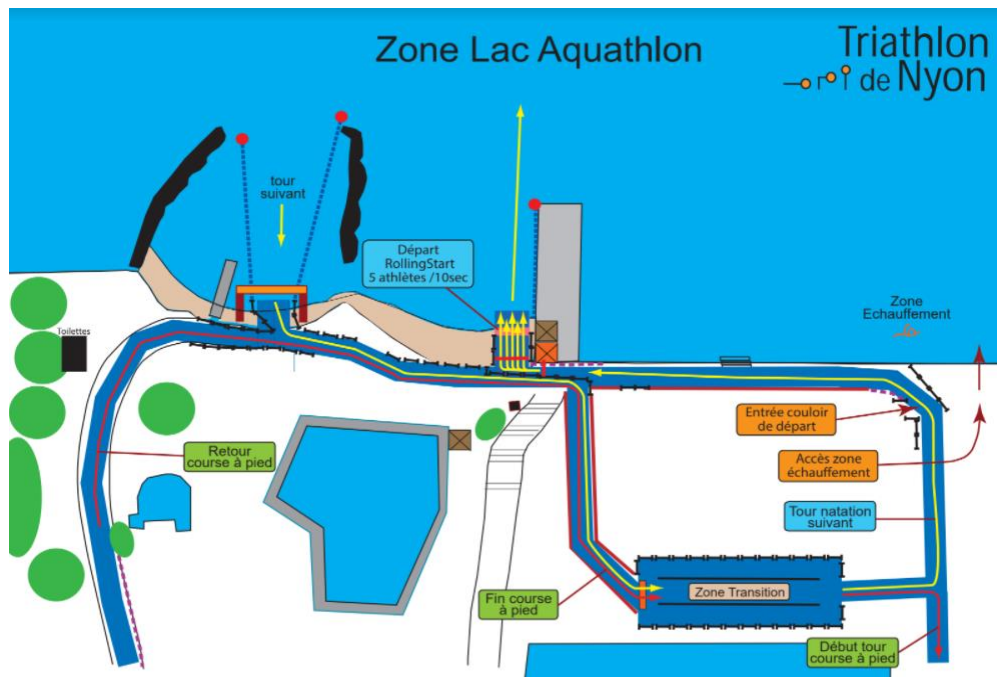 Zone Lac Aquathlon
Triathlon
de Nyon
tour
suivant
Départ
RollingStart
5 athlètes /10sec
Zone
Echauffement
Toilettes
Entrée couloir
de départ
Retour
course à pied
Accès zone
échauffement
Tour natation
suivant
Zone Transition
Fin course
à pied
Début tour
course à pied